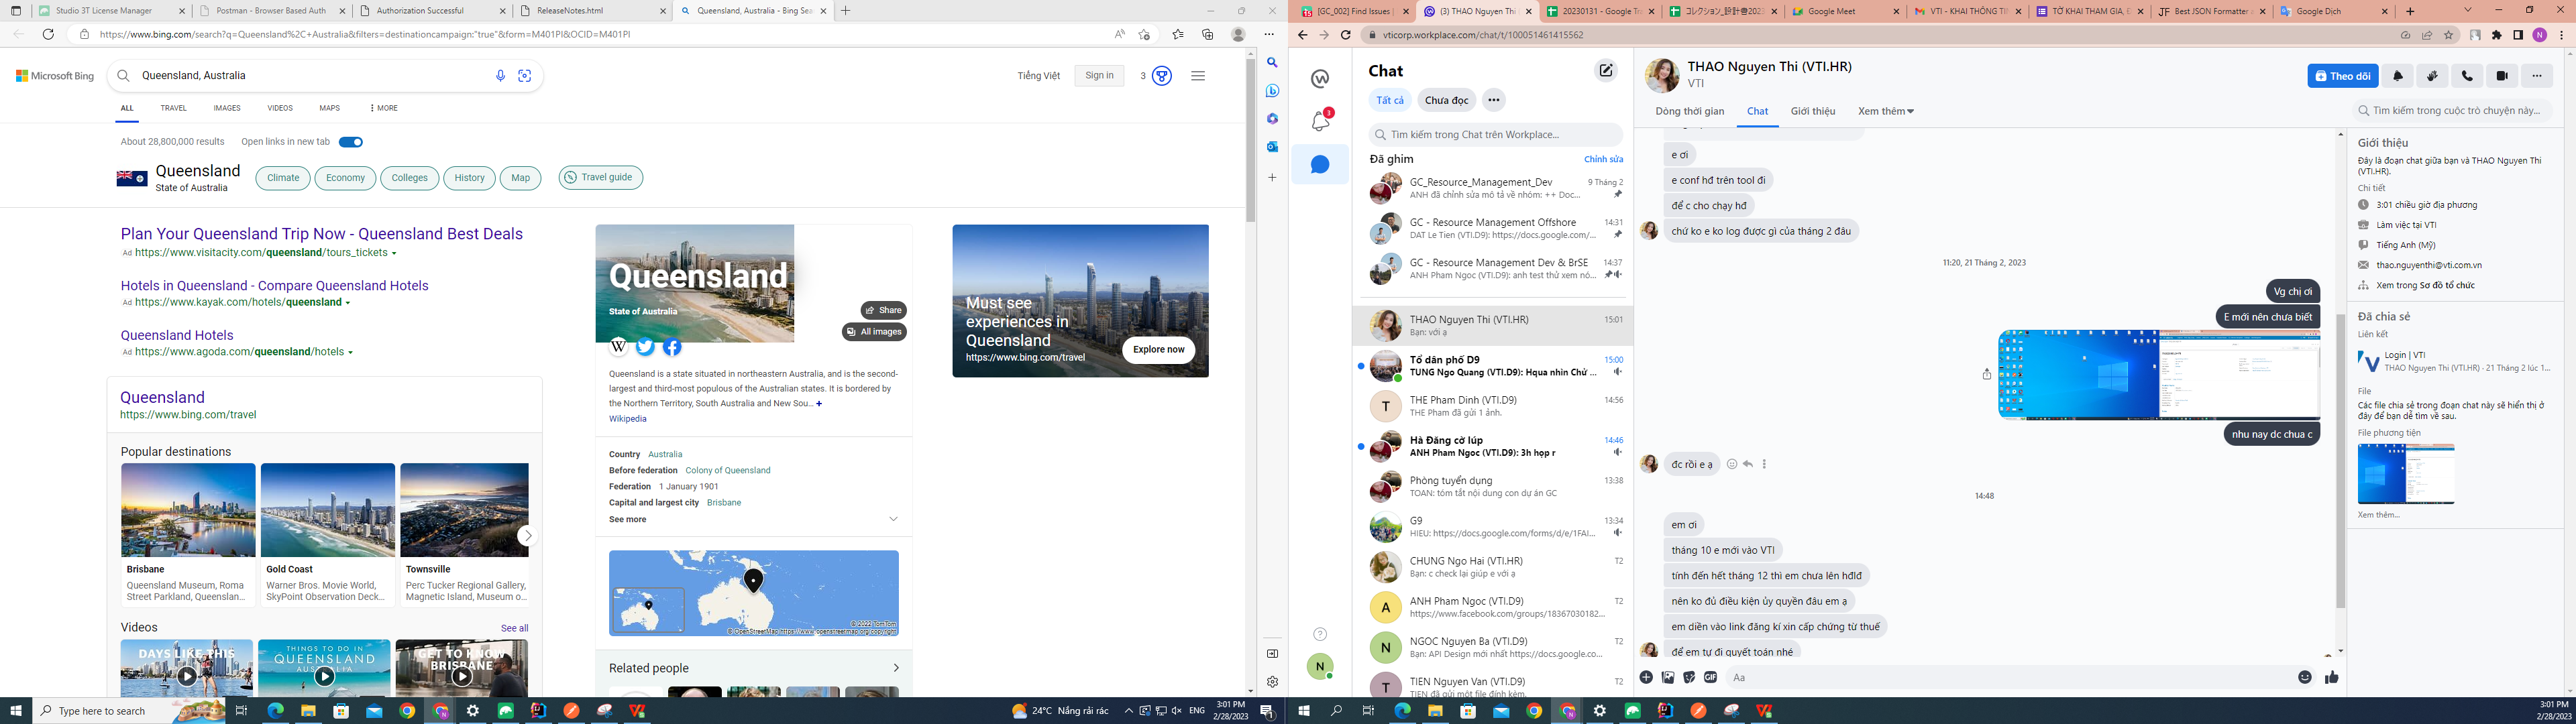 Studio 3T License Manager
Postman - Browser Based Auth
Authorization Successful
ReleaseNotes.html
Queensland, Australia - Bing Sea
https://www.bing.com/search?q=Queensland%2C+Australia&filters=destinationcampaign:"true"&form=M401PI&OCID=M401PI
Microsoft Bing
Queensland, Australia
Tiếng Việt
Sign in
3
ALL
TRAVEL
IMAGES
VIDEOS
MAPS
MORE
About 28,800,000 results
Open links in new tab
Queensland
State of Australia
Climate
Economy
Colleges
History
Map
Travel guide
Plan Your Queensland Trip Now - Queensland Best Deals
Ad https://www.visitacity.com/queensland/tours_tickets
Hotels in Queensland - Compare Queensland Hotels
Ad https://www.kayak.com/hotels/queensland
Queensland Hotels
Ad https://www.agoda.com/queensland/hotels
Queensland
https://www.bing.com/travel
Popular destinations
Brisbane
Queensland Museum, Roma
Street Parkland, Queenslan...
Gold Coast
Warner Bros. Movie World,
SkyPoint Observation Deck...
Townsville
Perc Tucker Regional Gallery,
Magnetic Island, Museum o...
Videos
See all
DAYS LIKE THIS
THINGS TO DO IN
QUEENSLAND
AUSTRALIA
GET TO KNOW
BRISBANE
Queensland
State of Australia
Share
All images
Queensland is a state situated in northeastern Australia, and is the second-
largest and third-most populous of the Australian states. It is bordered by
the Northern Territory, South Australia and New Sou... +
Wikipedia
Country Australia
Before federation Colony of Queensland
Federation 1 January 1901
Capital and largest city Brisbane
See more
© 2022 TomTom
© OpenStreetMap https://www.openstreetmap.org/copyright
Related people
Must see
experiences in
Queensland
https://www.bing.com/travel
Explore now
Type here to search
24°C Nắng rải rác
ENG
3:01 PM
2/28/2023
[GC_002] Find Issues
(3) THAO Nguyen Thi
20230131 - Google Tr
コレクション_設計書202
Google Meet
VTI - KHAI THÔNG TIN
TỜ KHAI THAM GIA, Đ
Best JSON Formatter
Google Dịch
vticorp.workplace.com/chat/t/100051461415562
3
N
Chat
Tất cả
Chưa đọc
Tìm kiếm trong Chat trên Workplace...
Đã ghim
Chỉnh sửa
GC_Resource_Management_Dev
9 Tháng 2
ANH đã chỉnh sửa mô tả về nhóm: ++ Doc...
GC - Resource Management Offshore
14:31
DAT Le Tien (VTI.D9): https://docs.google.com/...
GC - Resource Management Dev & BrSE
14:37
ANH Pham Ngoc (VTI.D9): anh test thử xem nó...
THAO Nguyen Thi (VTI.HR)
15:01
Bạn: với ạ
Tổ dân phố D9
15:00
TUNG Ngo Quang (VTI.D9): Hqua nhìn Chứ ...
THE Pham Dinh (VTI.D9)
14:56
THE Pham đã gửi 1 ảnh.
Hà Đăng cờ lúp
14:46
ANH Pham Ngoc (VTI.D9): 3h họp r
Phòng tuyển dụng
13:38
TOAN: tóm tắt nội dung con dự án GC
G9
13:34
HIEU: https://docs.google.com/forms/d/e/1FAI...
CHUNG Ngo Hai (VTI.HR)
T2
Bạn: c check lại giúp e với ạ
ANH Pham Ngoc (VTI.D9)
T2
https://www.facebook.com/groups/18367030182...
NGOC Nguyen Ba (VTI.D9)
T2
Bạn: API Design mới nhất https://docs.google.co...
TIEN Nguyen Van (VTI.D9)
T2
TIEN đã gửi một file đính kèm.
THAO Nguyen Thi (VTI.HR)
VTI
Theo dõi
Dòng thời gian
Chat
Giới thiệu
Xem thêm
Tìm kiếm trong cuộc trò chuyện này...
e ơi
e conf hđ trên tool đi
để c cho chạy hđ
chứ ko e ko log được gì của tháng 2 đâu
11:20, 21 Tháng 2, 2023
Vg chị ơi
E mới nên chưa biết
nhu nay dc chua c
đc rồi e ạ
14:48
em ơi
tháng 10 e mới vào VTI
tính đến hết tháng 12 thì em chưa lên hđlđ
nên ko đủ điều kiện ủy quyền đâu em ạ
em điền vào link đăng kí xin cấp chứng từ thuế
để em tự đi quyết toán nhé
GIF
Aa
Giới thiệu
Đây là đoạn chat giữa bạn và THAO Nguyen Thi
(VTI.HR).
Chi tiết
3:01 chiều giờ địa phương
Làm việc tại VTI
Tiếng Anh (Mỹ)
thao.nguyenthi@vti.com.vn
Xem trong Sơ đồ tổ chức
Đã chia sẻ
Liên kết
Login | VTI
THAO Nguyen Thi (VTI.HR) - 21 Tháng 2 lúc 1...
File
Các file chia sẻ trong đoạn chat này sẽ hiển thị ở
đây để bạn dễ tìm về sau.
File phương tiện
Xem thêm...
3:01 PM
2/28/2023